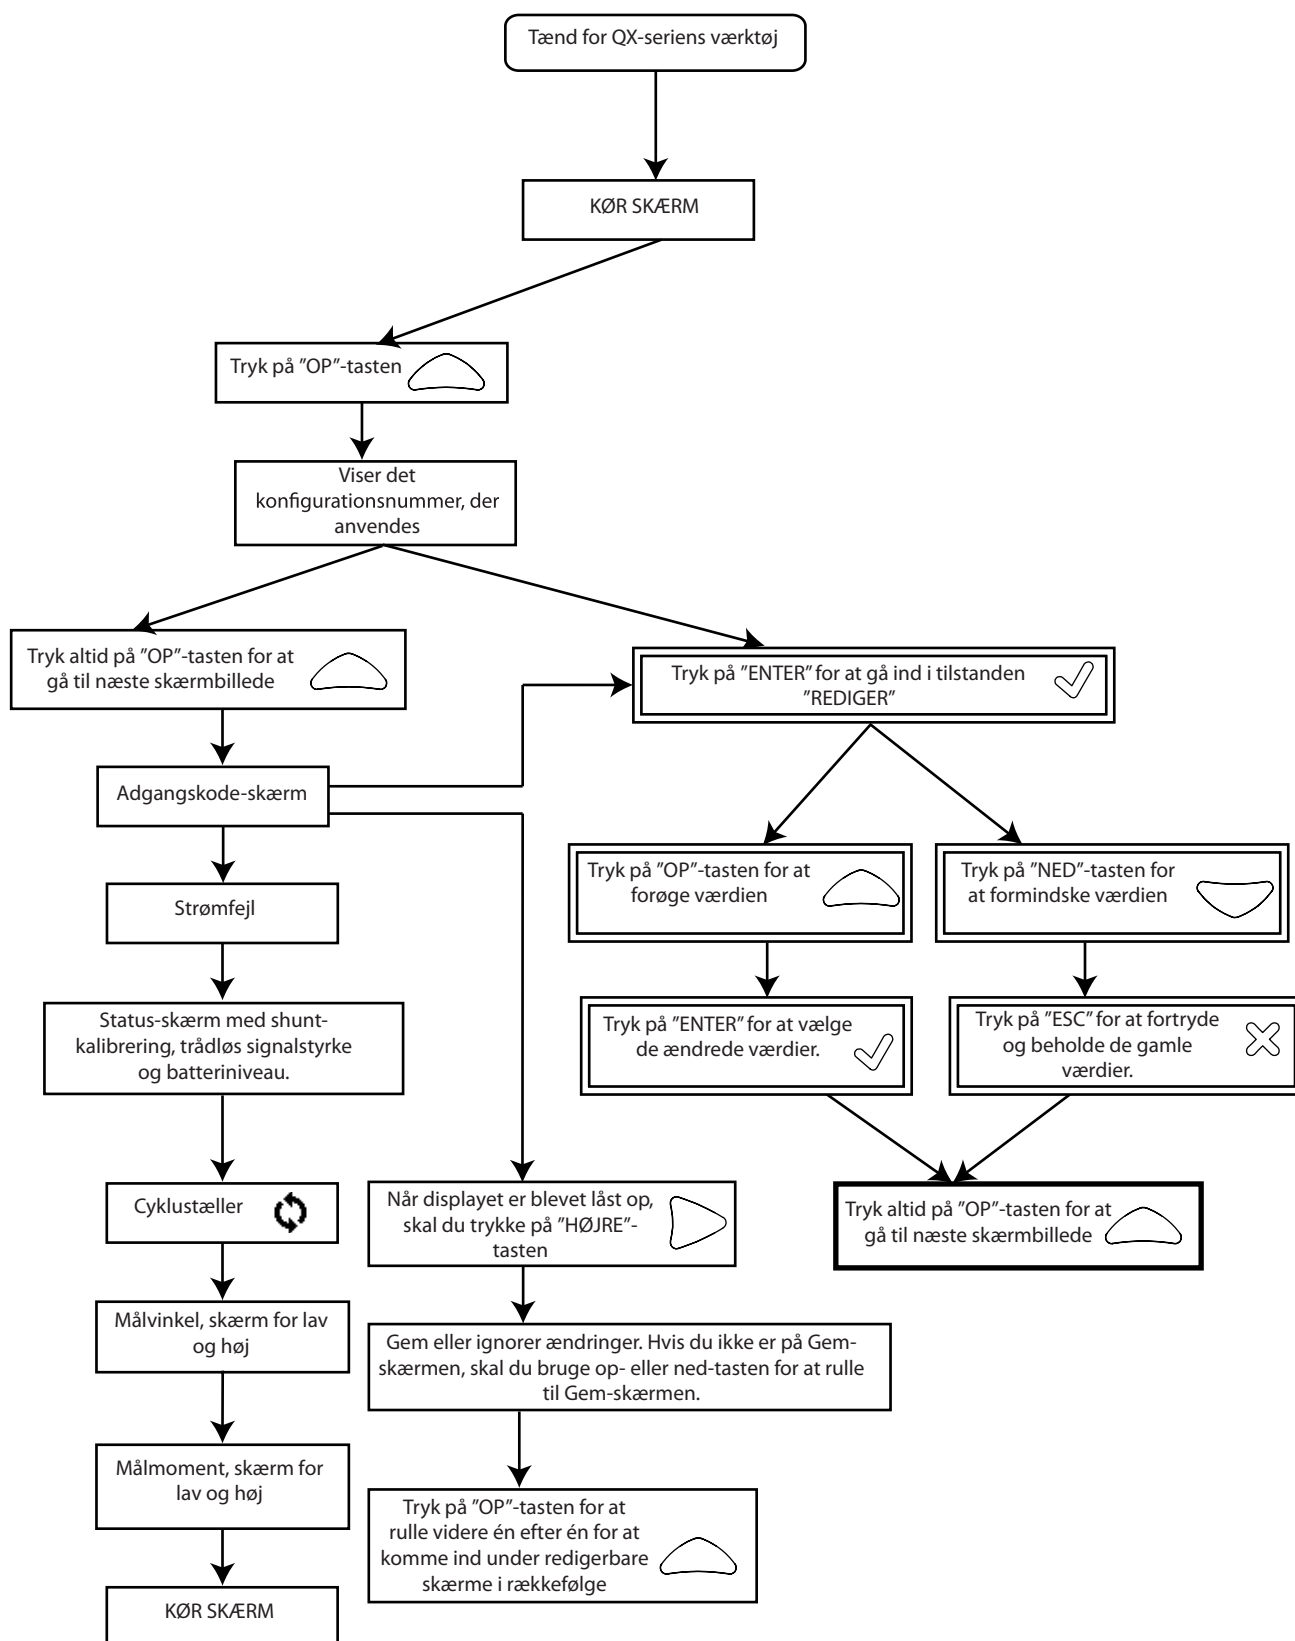 Tænd for QX-seriens værktøj
KØR SKÆRM
Tryk på ”OP”-tasten
Viser det
konfigurationsnummer, der
anvendes
Tryk altid på ”OP”-tasten for at
gå til næste skærmbillede
Tryk på ”ENTER” for at gå ind i tilstanden
”REDIGER”
Adgangskode-skærm
Tryk på ”OP”-tasten for at
forøge værdien
Tryk på ”NED”-tasten for
at formindske værdien
Strømfejl
Status-skærm med shunt-
kalibrering, trådløs signalstyrke
og batteriniveau.
Tryk på ”ENTER” for at vælge
de ændrede værdier.
Tryk på ”ESC” for at fortryde
og beholde de gamle
værdier.
Cyklustæller
Når displayet er blevet låst op,
skal du trykke på ”HØJRE”-
tasten
Tryk altid på ”OP”-tasten for at
gå til næste skærmbillede
Målvinkel, skærm for lav
og høj
Gem eller ignorer ændringer. Hvis du ikke er på Gem-
skærmen, skal du bruge op- eller ned-tasten for at rulle
til Gem-skærmen.
Målmoment, skærm for
lav og høj
Tryk på ”OP”-tasten for at
rulle videre én efter én for at
komme ind under redigerbare
skærme i rækkefølge
KØR SKÆRM